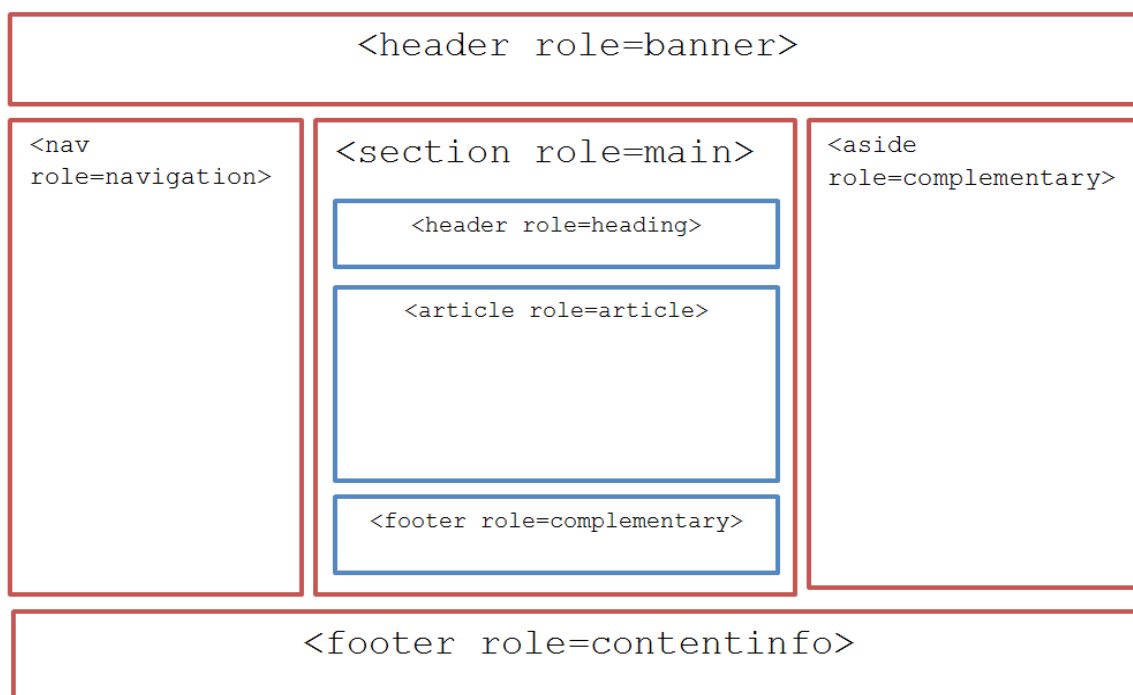 <header role=banner>
<nav
role=navigation>
<section role=main>
<header role=heading>
<article role=article>
<footer role=complementary>
<aside
role=complementary>
<footer role=contentinfo>